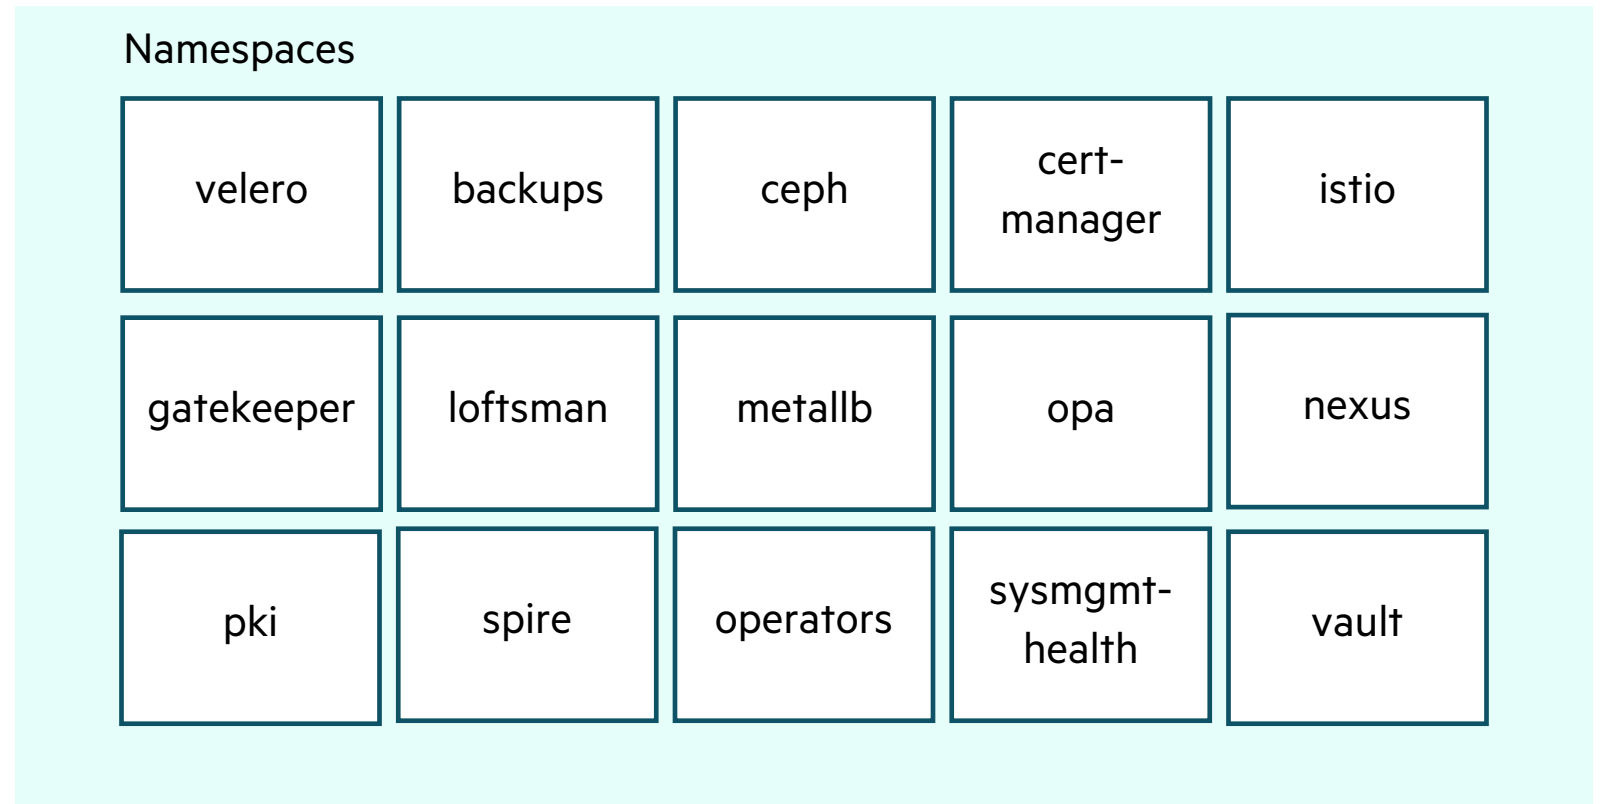 Namespaces
velero
backups
ceph
cert-
manager
istio
gatekeeper
loftsman
metallb
opa
nexus
pki
spire
operators
sysmgmt-
health
vault